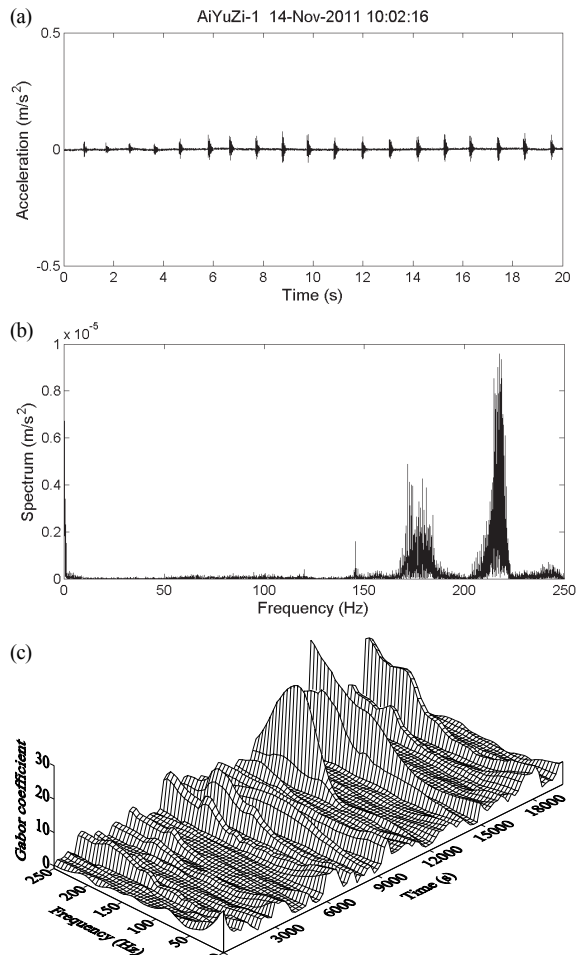 (a)
AiYuZi-1 14-Nov-2011 10:02:16
0.5
0
-0.5
Acceleration (m/s²)
0 2 4 6 8 10 12 14 16 18 20
Time (s)
(b)
x 10⁻⁵
1
0.8
0.6
0.4
0.2
0
Spectrum (m/s²)
0 50 100 150 200 250
Frequency (Hz)
(c)
30
20
10
0
Gabor coefficient
250 200 150 100 50 0
Frequency (Hz)
3000 6000 9000 12000 15000 18000
Time (s)